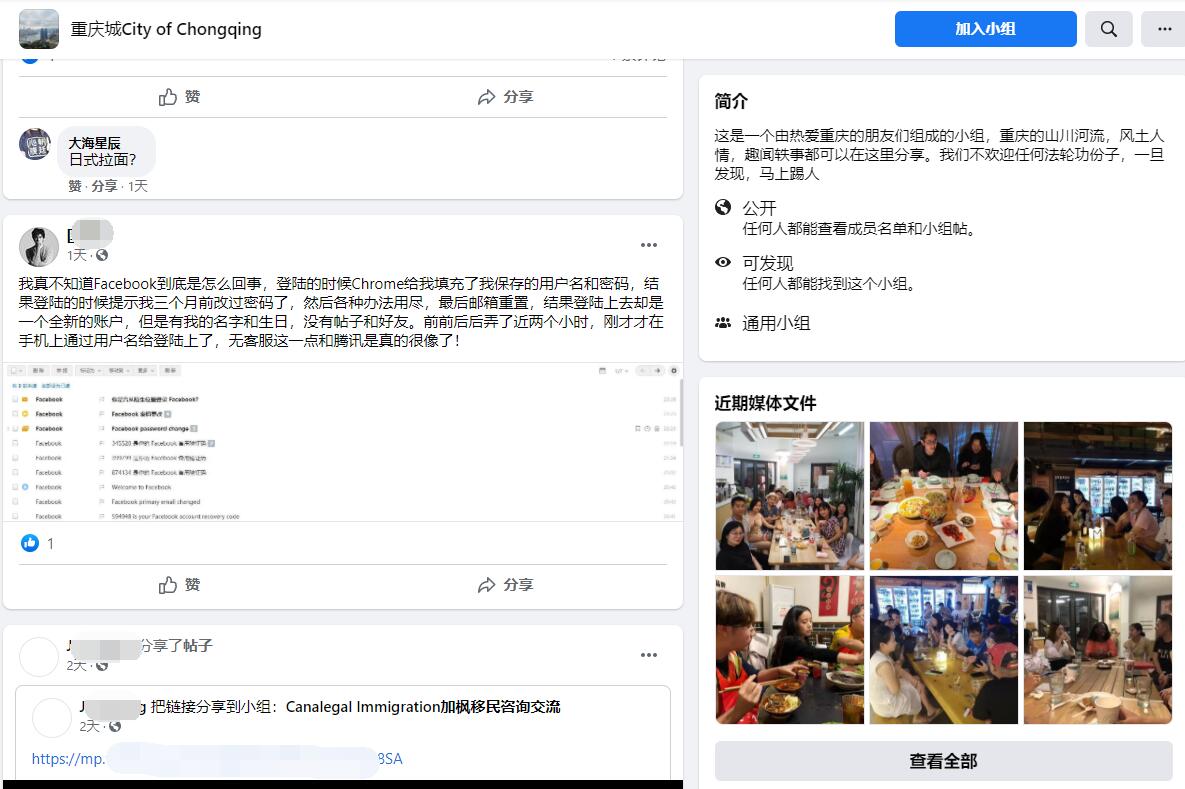 重庆城City of Chongqing
加入小组
赞
分享
大海星辰
日式拉面?
赞 · 分享 · 1天
1天 ·
我真不知道Facebook到底是怎么回事，登陆的时候Chrome给我填充了我保存的用户名和密码，结
果登陆的时候提示我三个月前改过密码了，然后各种办法用尽，最后邮箱重置，结果登陆上去却是
一个全新的账户，但是有我的名字和生日，没有帖子和好友。前前后后弄了近两个小时，刚才才在
手机上通过用户名给登陆上了，无客服这一点和腾讯是真的很像了！
Facebook
Facebook
Facebook Facebook password change
Facebook
Facebook
Facebook
Facebook Welcome to Facebook
Facebook Facebook primary email changed
Facebook 594948 is your Facebook account recovery code
1
赞
分享
分享了帖子
2天 ·
把链接分享到小组：Canalegal Immigration加枫移民咨询交流
2天 ·
https://mp.
8SA
简介
这是一个由热爱重庆的朋友们组成的小组，重庆的山川河流，风土人
情，趣闻轶事都可以在这里分享。我们不欢迎任何法轮功份子，一旦
发现，马上踢人
公开
任何人都能查看成员名单和小组帖。
可发现
任何人都能找到这个小组。
通用小组
近期媒体文件
查看全部